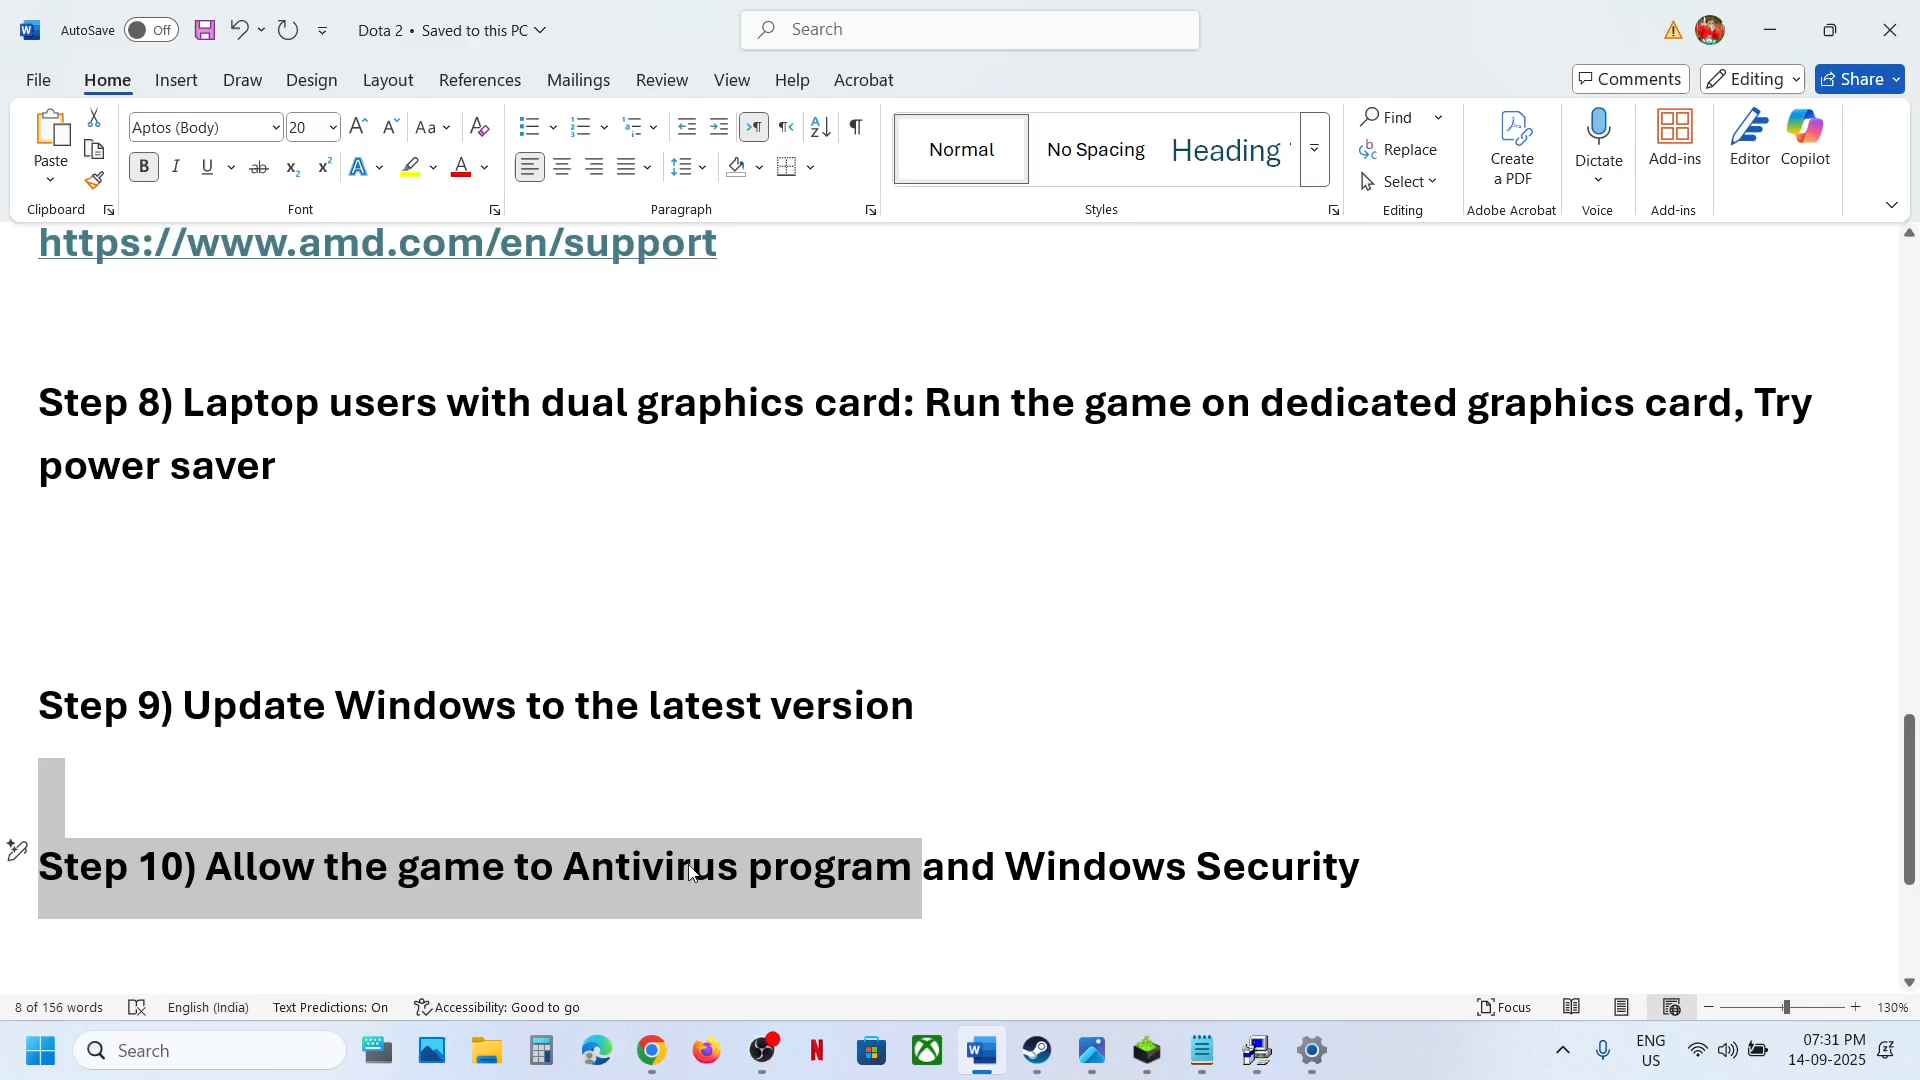 AutoSave Off Dota 2 • Saved to this PC Search
File Home Insert Draw Design Layout References Mailings Review View Help Acrobat Comments Editing Share
Paste Aptos (Body) 20 Aa Normal No Spacing Heading Find Replace Select Create a PDF Dictate Add-ins Editor Copilot
Clipboard Font Paragraph Styles Editing Adobe Acrobat Voice Add-ins
https://www.amd.com/en/support
Step 8) Laptop users with dual graphics card: Run the game on dedicated graphics card, Try
power saver
Step 9) Update Windows to the latest version
Step 10) Allow the game to Antivirus program and Windows Security
8 of 156 words English (India) Text Predictions: On Accessibility: Good to go Focus 130%
Search ENG 07:31 PM
US 14-09-2025